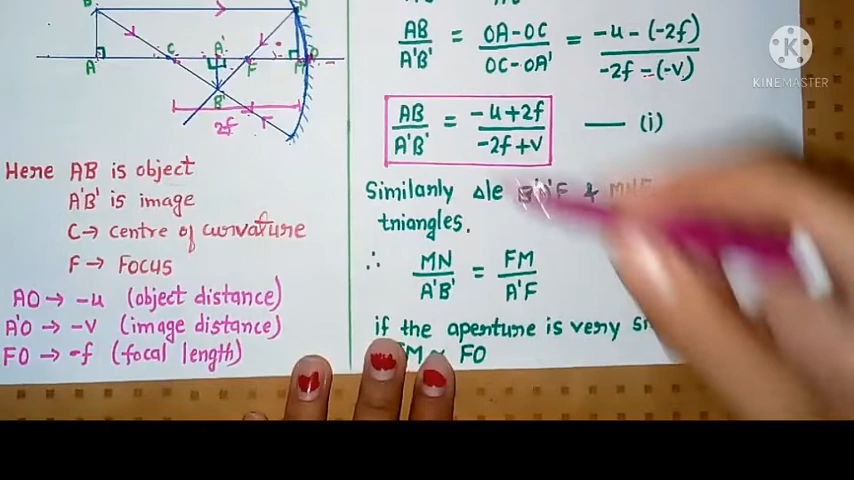 B
N
A
C
A'
F
M
B'
2f
Here AB is object
A'B' is image
C→ centre of curvature
F→ Focus
AO → -u (object distance)
A'O → -v (image distance)
FO → -f (focal length)
AB/A'B' = OA-OC/OC-OA' = -u-(-2f)/-2f-(-v)
AB/A'B' = -u+2f/-2f+v — (i)
Similarly Δle & 
triangles.
∴ MN/A'B' = FM/A'F
if the aperture is very
FO
K
KINEMASTER